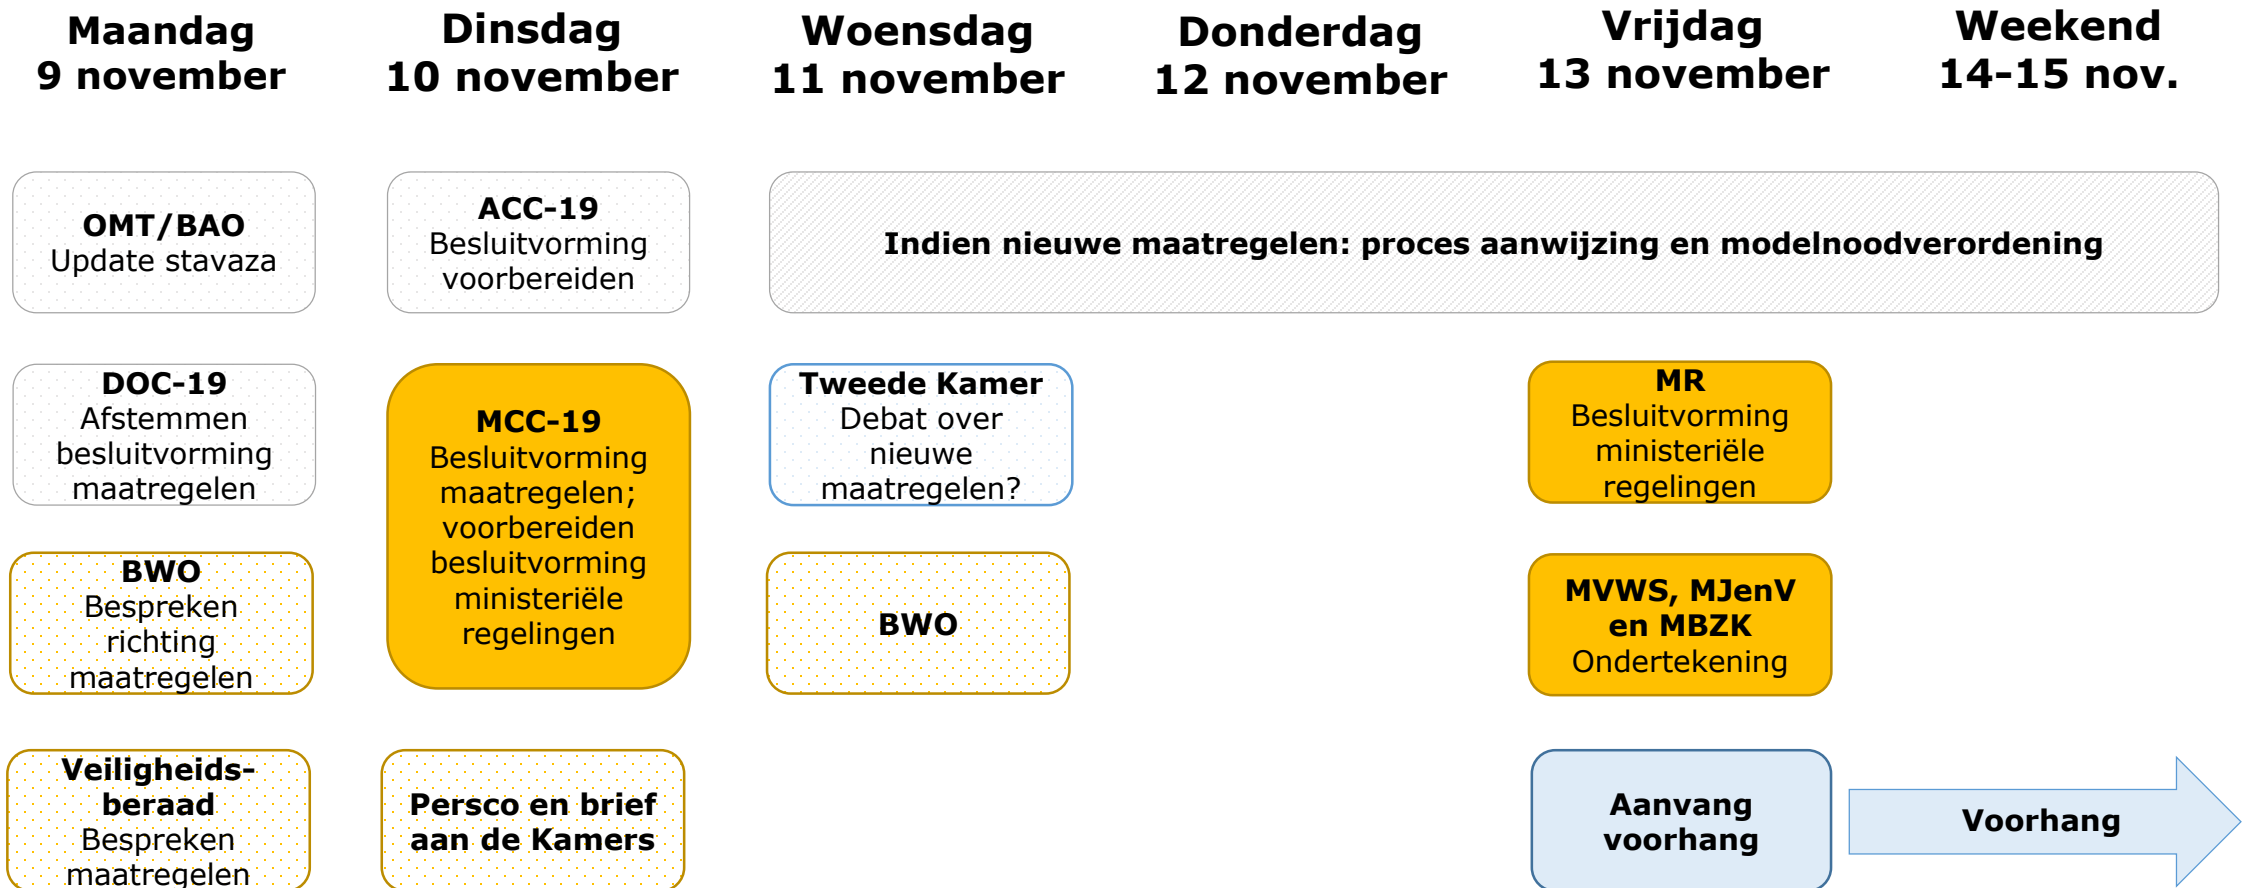 Maandag
9 november
Dinsdag
10 november
Woensdag
11 november
Donderdag
12 november
Vrijdag
13 november
Weekend
14-15 nov.
OMT/BAO
Update stavaza
ACC-19
Besluitvorming
voorbereiden
Indien nieuwe maatregelen: proces aanwijzing en modelnoodverordening
DOC-19
Afstemmen
besluitvorming
maatregelen
MCC-19
Besluitvorming
maatregelen;
voorbereiden
besluitvorming
ministeriële
regelingen
Tweede Kamer
Debat over
nieuwe
maatregelen?
MR
Besluitvorming
ministeriële
regelingen
BWO
Bespreken
richting
maatregelen
BWO
MVWS, MJenV
en MBZK
Ondertekening
Veiligheids-
beraad
Bespreken
maatregelen
Persco en brief
aan de Kamers
Aanvang
voorhang
Voorhang